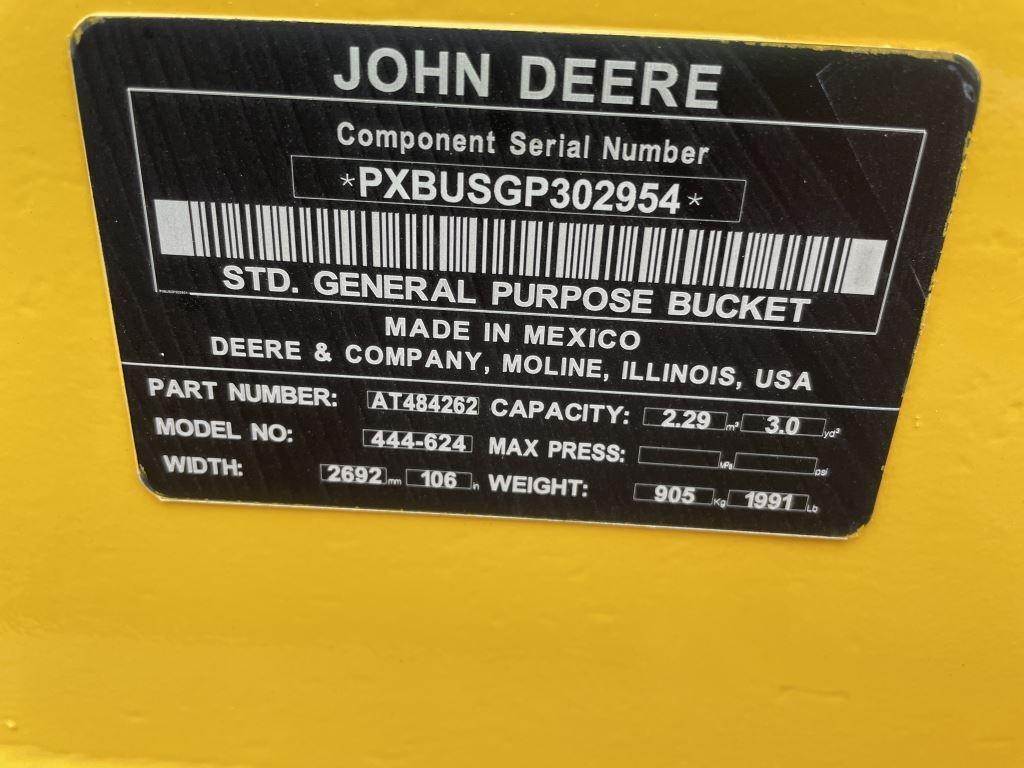 JOHN DEERE
Component Serial Number
*PXBUSGP302954*
STD. GENERAL PURPOSE BUCKET
MADE IN MEXICO
DEERE & COMPANY, MOLINE, ILLINOIS, USA
PART NUMBER: AT484262 CAPACITY: 2.29 m³ 3.0 yd³
MODEL NO: 444-624 MAX PRESS: MPa psi
WIDTH: 2692 mm 106 in WEIGHT: 905 Kg 1991 Lb